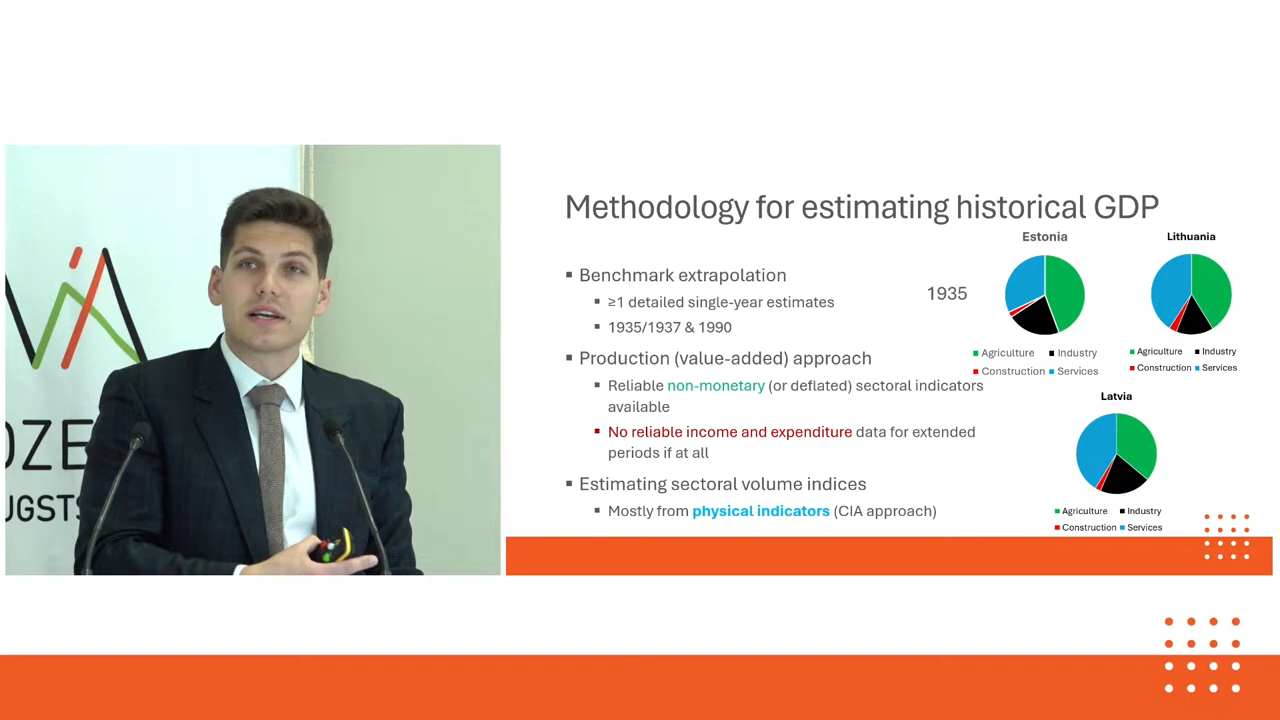 DZE
UGSTS
Methodology for estimating historical GDP
▪ Benchmark extrapolation
▪ ≥1 detailed single-year estimates
▪ 1935/1937 & 1990
▪ Production (value-added) approach
▪ Reliable non-monetary (or deflated) sectoral indicators
available
▪ No reliable income and expenditure data for extended
periods if at all
▪ Estimating sectoral volume indices
▪ Mostly from physical indicators (CIA approach)
1935
Estonia
Agriculture Industry
Construction Services
Lithuania
Agriculture Industry
Construction Services
Latvia
Agriculture Industry
Construction Services